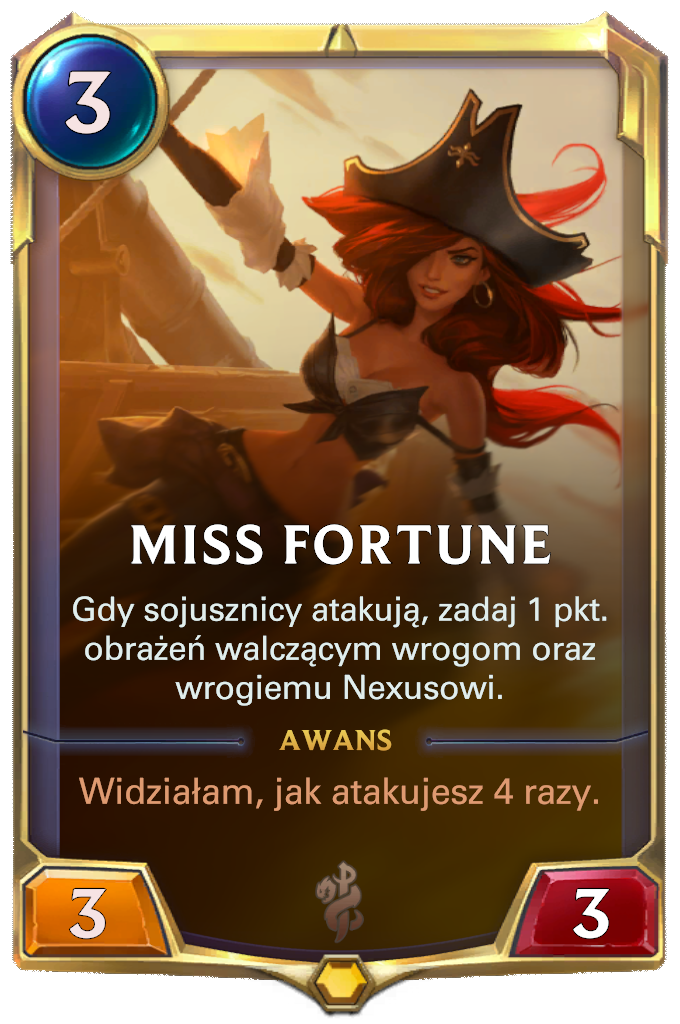 3
MISS FORTUNE
Gdy sojusznicy atakują, zadaj 1 pkt.
obrażeń walczącym wrogom oraz
wrogiemu Nexusowi.
AWANS
Widziałam, jak atakujesz 4 razy.
3
3